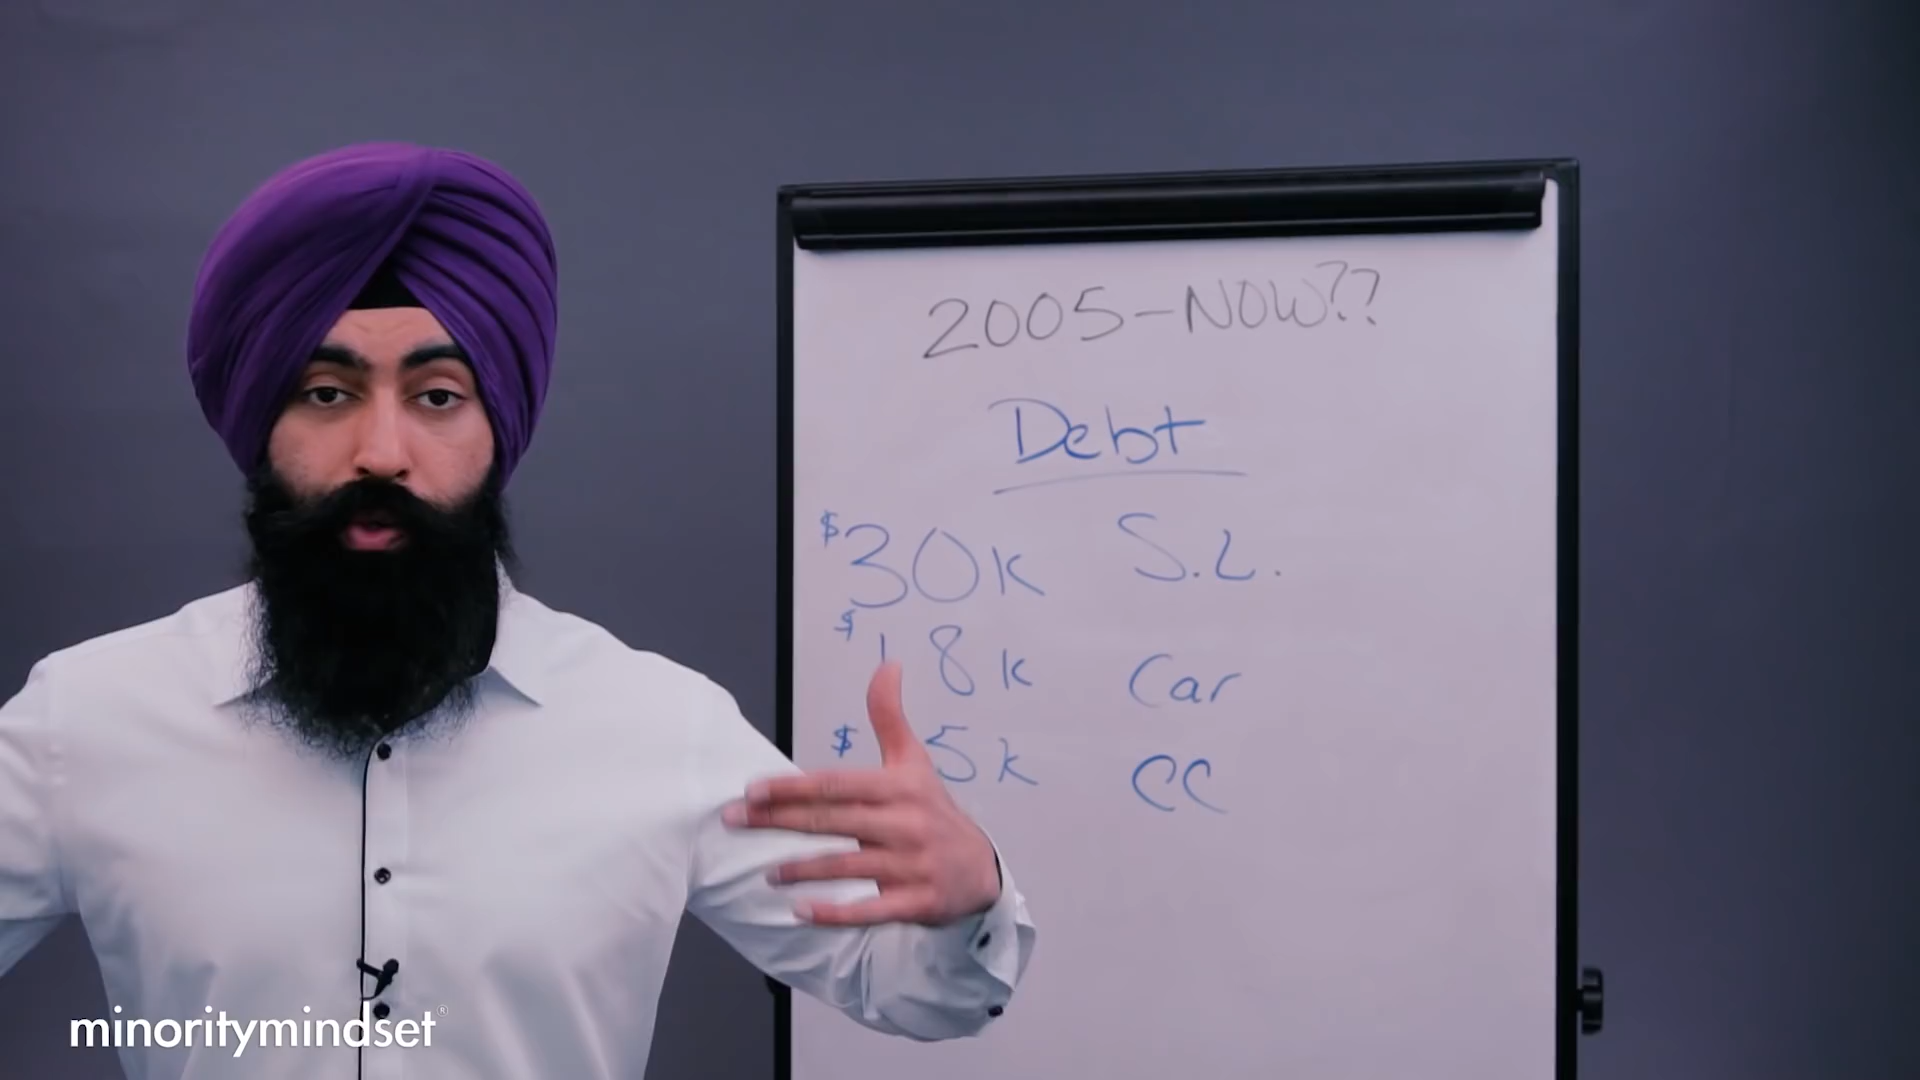 2005-NOW??
Debt
$30k S.L.
$18k Car
$ 5k CC
minoritymindset®